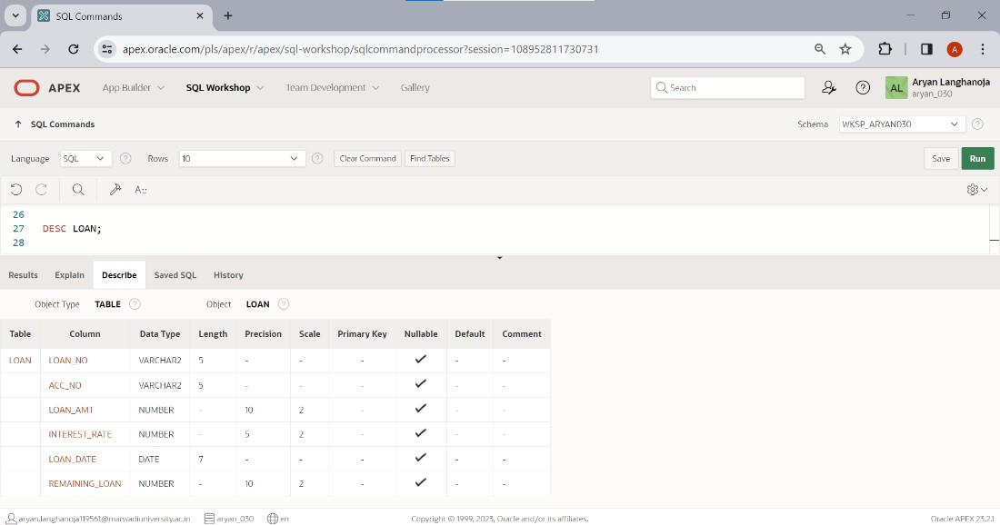 SQL Commands
apex.oracle.com/pls/apex/r/apex/sql-workshop/sqlcommandprocessor?session=108952811730731
A
APEX App Builder SQL Workshop Team Development Gallery Search ? AL Aryan Langhanoja
aryan_030
SQL Commands Schema WKSP_ARYAN030 ?
Language SQL ? Rows 10 ? Clear Command Find Tables Save Run
A::
26
27 DESC LOAN;
28
Results Explain Describe Saved SQL History
Object Type TABLE ? Object LOAN ?
Table Column Data Type Length Precision Scale Primary Key Nullable Default Comment
LOAN LOAN_NO VARCHAR2 5 - - - ✓ - -
ACC_NO VARCHAR2 5 - - - ✓ - -
LOAN_AMT NUMBER - 10 2 - ✓ - -
INTEREST_RATE NUMBER - 5 2 - ✓ - -
LOAN_DATE DATE 7 - - - ✓ - -
REMAINING_LOAN NUMBER - 10 2 - ✓ - -
aryan.langhanoja119561@marwadiuniversity.ac.in aryan_030 en Copyright © 1999, 2023, Oracle and/or its affiliates. Oracle APEX 23.2.1